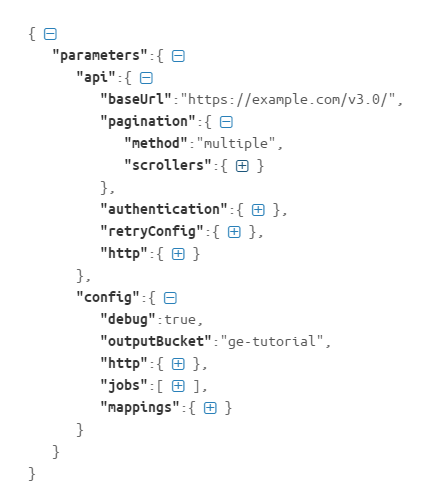 {
"parameters":{
"api":{
"baseUrl":"https://example.com/v3.0/",
"pagination":{
"method":"multiple",
"scrollers":{ }
},
"authentication":{ },
"retryConfig":{ },
"http":{ }
},
"config":{
"debug":true,
"outputBucket":"ge-tutorial",
"http":{ },
"jobs":[ ],
"mappings":{ }
}
}
}